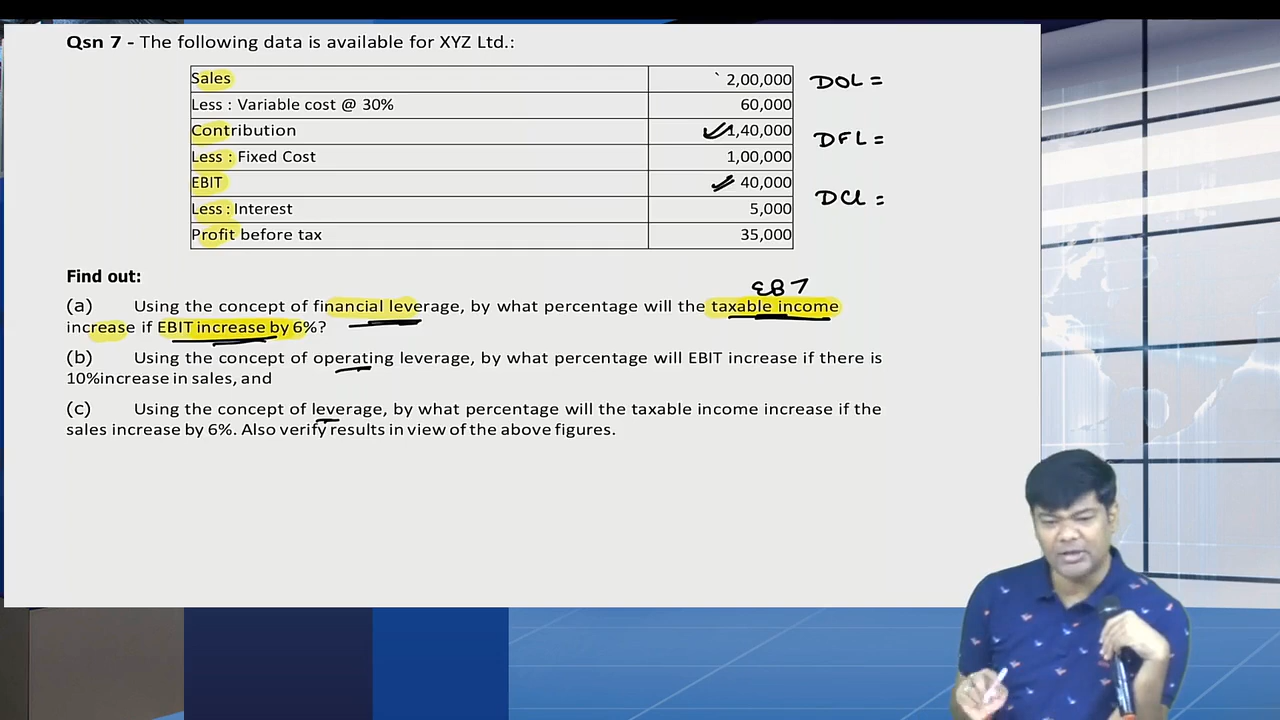 Qsn 7 - The following data is available for XYZ Ltd.:
Sales ` 2,00,000
Less : Variable cost @ 30% 60,000
Contribution 1,40,000
Less : Fixed Cost 1,00,000
EBIT 40,000
Less : Interest 5,000
Profit before tax 35,000
DOL =
DFL =
DCL =
Find out:
EBT
(a) Using the concept of financial leverage, by what percentage will the taxable income
increase if EBIT increase by 6%?
(b) Using the concept of operating leverage, by what percentage will EBIT increase if there is
10%increase in sales, and
(c) Using the concept of leverage, by what percentage will the taxable income increase if the
sales increase by 6%. Also verify results in view of the above figures.